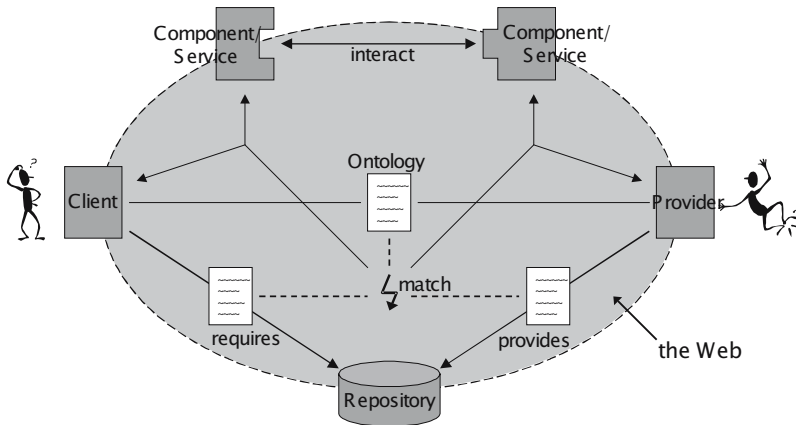 Component/
Service
Component/
Service
interact
?
Ontology
Client
Provider
match
requires
provides
the Web
Repository